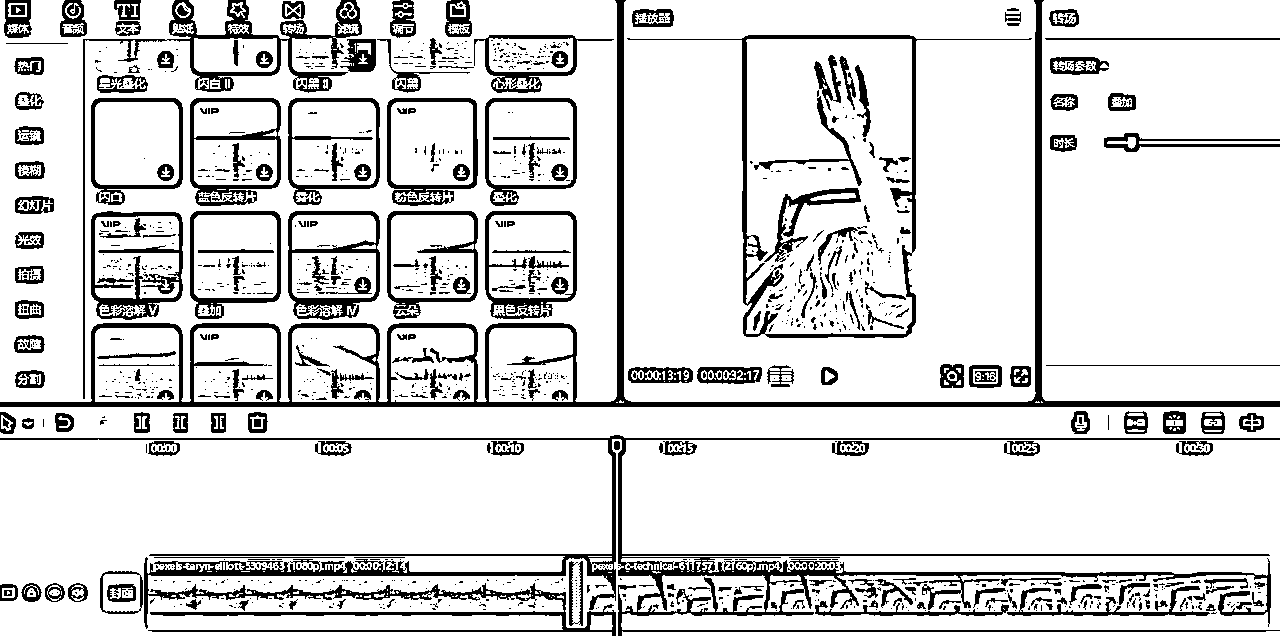 媒体 音频 文本 贴纸 特效 转场 滤镜 调节 模板
热门
叠化
运镜
模糊
幻灯片
光效
拍摄
扭曲
故障
分割
星光叠化 闪白 II 闪黑 II 闪黑 心形叠化
VIP VIP
闪白 蓝色反转片 叠化 粉色反转片 叠化
VIP VIP VIP
色彩溶解 V 叠加 色彩溶解 IV 云朵 黑色反转片
VIP VIP
播放器
00:00:13:19 00:00:32:17
9:16
转场
转场参数
名称 叠加
时长
00:00 00:05 00:10 00:15 00:20 00:25 00:30
封面
pexels-taryn-elliott-5309463 (1080p).mp4 00:00:12:14
pexels-c-technical-6117571 (2160p).mp4 00:00:20:03